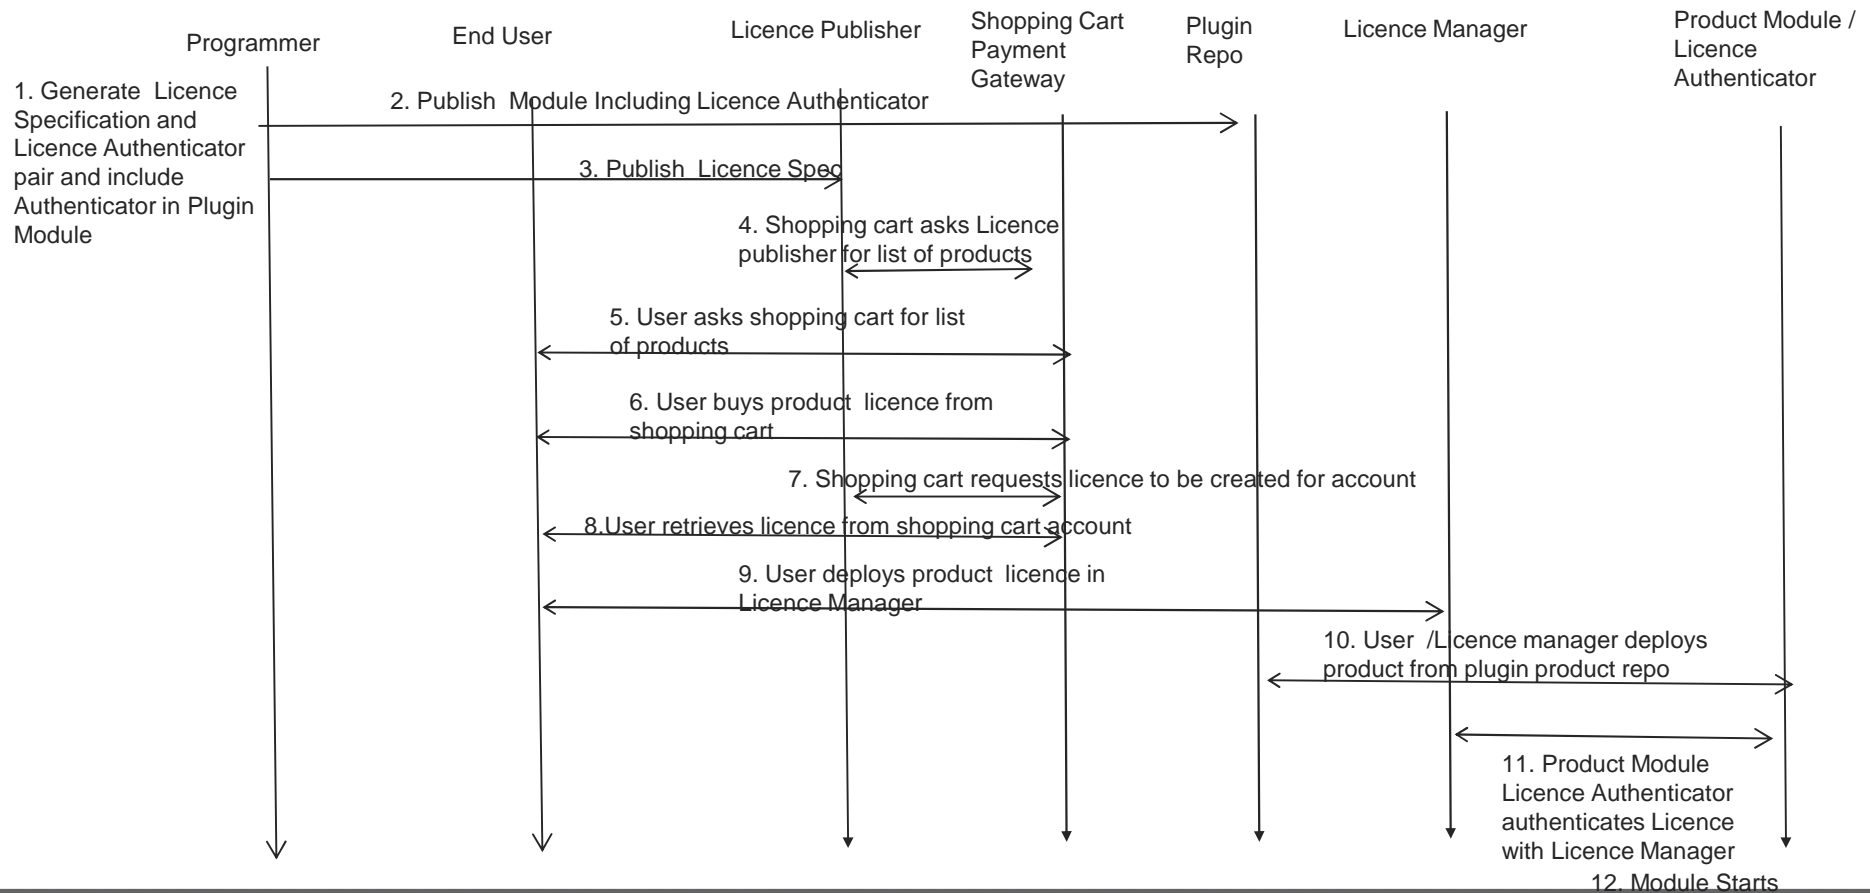 Programmer
End User
Licence Publisher
Shopping Cart
Payment
Gateway
Plugin
Repo
Licence Manager
Product Module /
Licence
Authenticator
1. Generate Licence
Specification and
Licence Authenticator
pair and include
Authenticator in Plugin
Module
2. Publish Module Including Licence Authenticator
3. Publish Licence Spec
4. Shopping cart asks Licence
publisher for list of products
5. User asks shopping cart for list
of products
6. User buys product licence from
shopping cart
7. Shopping cart requests licence to be created for account
8.User retrieves licence from shopping cart account
9. User deploys product licence in
Licence Manager
10. User /Licence manager deploys
product from plugin product repo
11. Product Module
Licence Authenticator
authenticates Licence
with Licence Manager
12. Module Starts